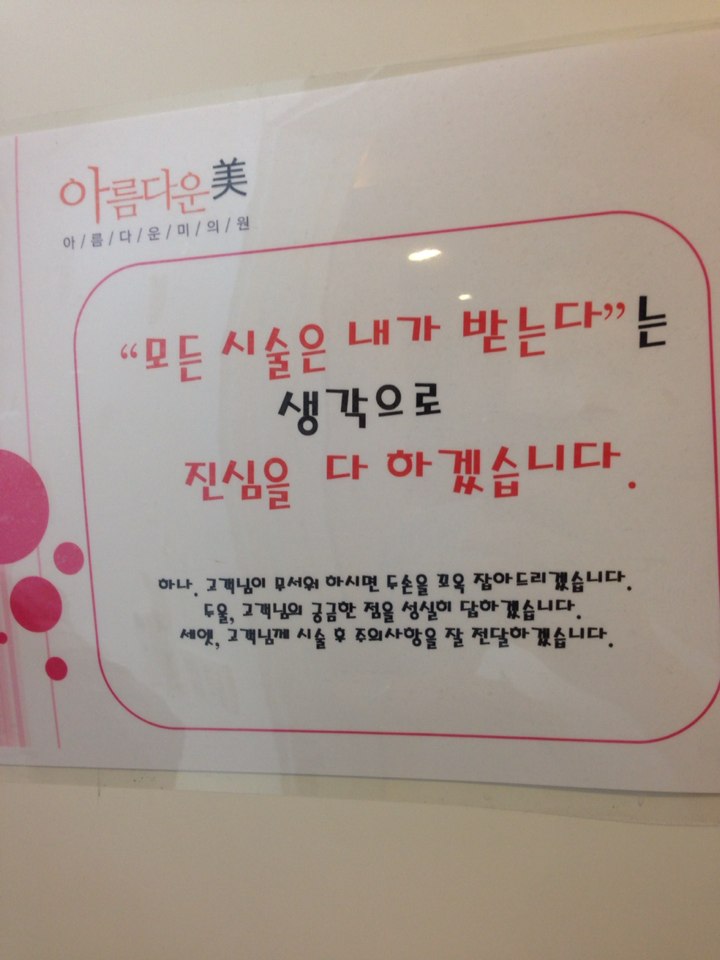 아름다운美
아/름/다/운/미/의/원
“모든 시술은 내가 받는다”는
생각으로
진심을 다 하겠습니다.
하나. 고객님이 무서워 하시면 두손을 꼬옥 잡아드리겠습니다.
두울, 고객님의 궁금한 점을 성실히 답하겠습니다.
세엣, 고객님께 시술 후 주의사항을 잘 전달하겠습니다.